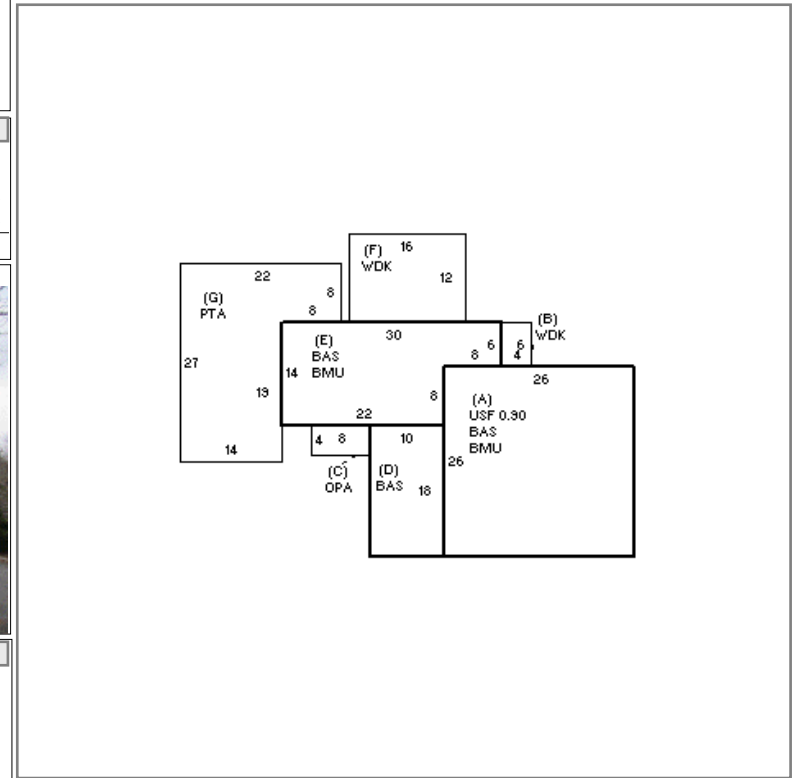 16
(F)
WDK
12
22
8
(G)
PTA
8
27
19
14
30
(E)
BAS
BMU
14
6
8
8
22
(B)
WDK
6
4
26
(A)
USF 0.90
BAS
BMU
26
4 8
(C)
OPA
10
(D)
BAS
18